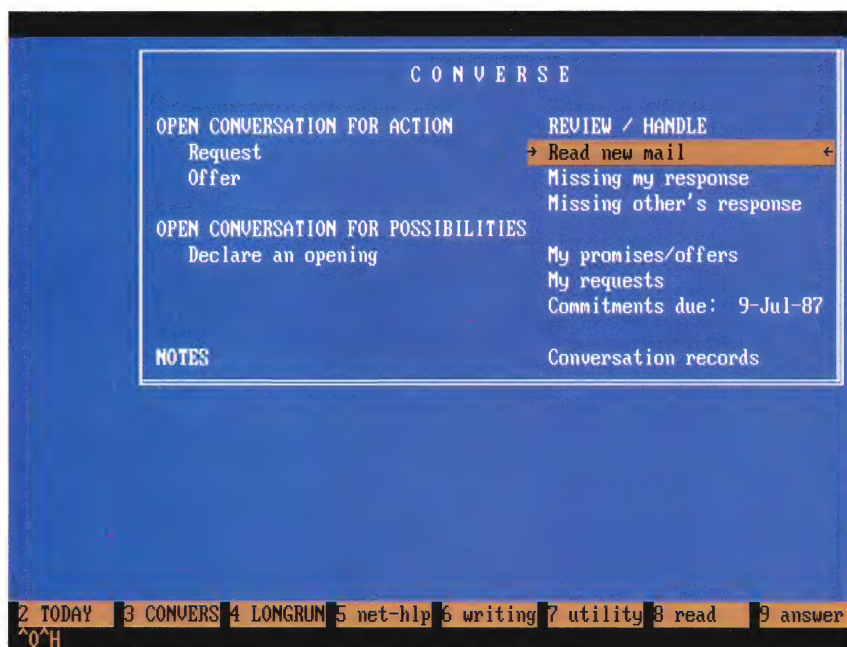 C O N V E R S E
OPEN CONVERSATION FOR ACTION
Request
Offer
OPEN CONVERSATION FOR POSSIBILITIES
Declare an opening
NOTES
REVIEW / HANDLE
→ Read new mail ←
Missing my response
Missing other's response
My promises/offers
My requests
Commitments due: 9-Jul-87
Conversation records
2 TODAY 3 CONVERS 4 LONGRUN 5 net-hlp 6 writing 7 utility 8 read 9 answer
^O^H